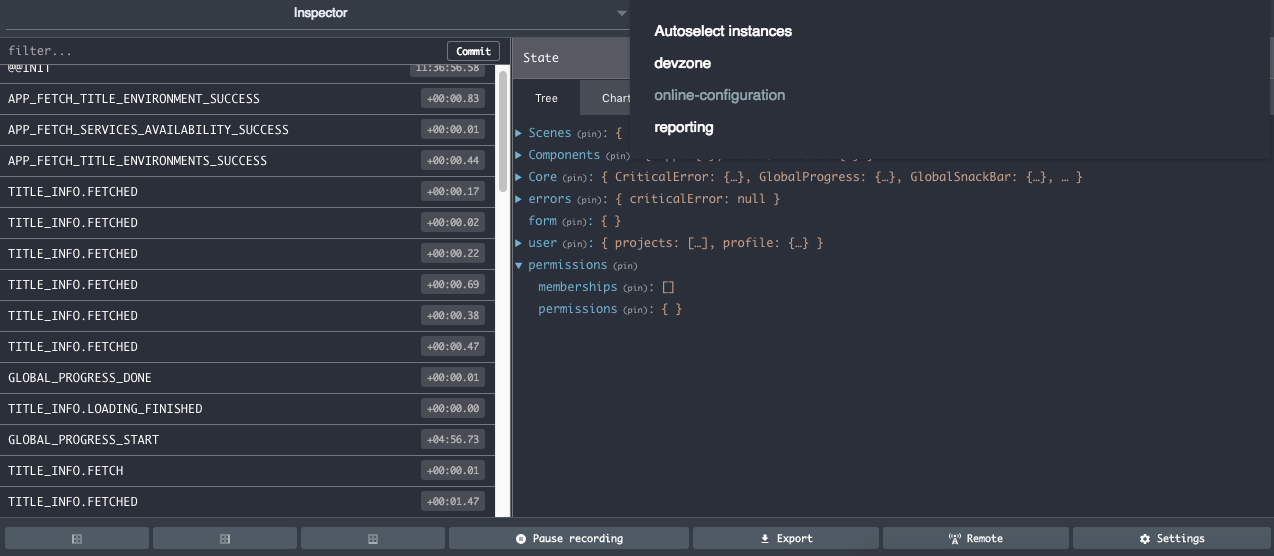 Inspector
filter...
Commit
@@INIT
11:36:56.58
APP_FETCH_TITLE_ENVIRONMENT_SUCCESS
+00:00.83
APP_FETCH_SERVICES_AVAILABILITY_SUCCESS
+00:00.01
APP_FETCH_TITLE_ENVIRONMENTS_SUCCESS
+00:00.44
TITLE_INFO.FETCHED
+00:00.17
TITLE_INFO.FETCHED
+00:00.02
TITLE_INFO.FETCHED
+00:00.22
TITLE_INFO.FETCHED
+00:00.69
TITLE_INFO.FETCHED
+00:00.38
TITLE_INFO.FETCHED
+00:00.47
GLOBAL_PROGRESS_DONE
+00:00.01
TITLE_INFO.LOADING_FINISHED
+00:00.00
GLOBAL_PROGRESS_START
+04:56.73
TITLE_INFO.FETCH
+00:00.01
TITLE_INFO.FETCHED
+00:01.47
State
Tree Chart
Autoselect instances
devzone
online-configuration
reporting
Scenes (pin): {
Components (pin)
Core (pin): { CriticalError: {…}, GlobalProgress: {…}, GlobalSnackBar: {…}, … }
errors (pin): { criticalError: null }
form (pin): { }
user (pin): { projects: […], profile: {…} }
permissions (pin)
memberships (pin): []
permissions (pin): { }
Pause recording
Export
Remote
Settings